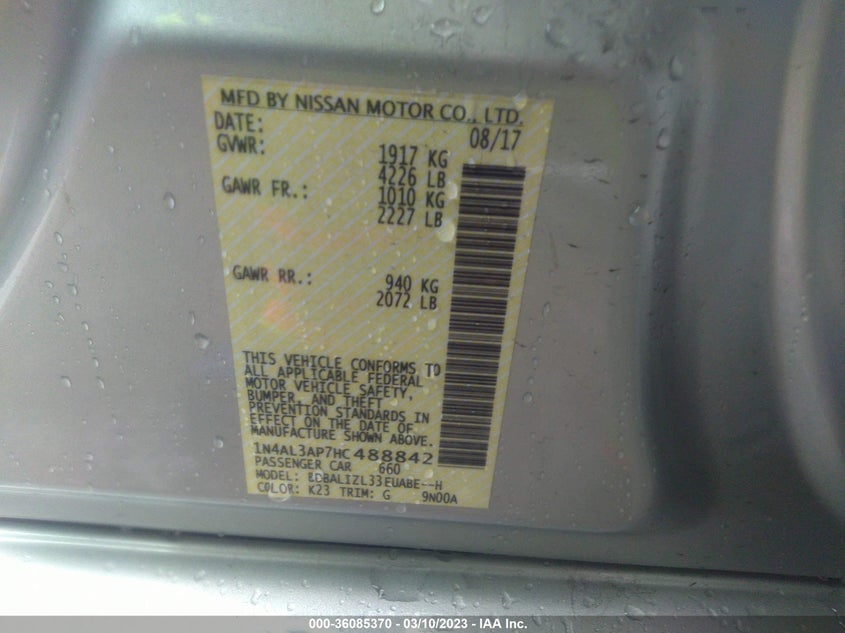 MFD BY NISSAN MOTOR CO., LTD.
DATE: 08/17
GVWR: 1917 KG
4226 LB
GAWR FR.: 1010 KG
2227 LB
GAWR RR.: 940 KG
2072 LB
THIS VEHICLE CONFORMS TO
ALL APPLICABLE FEDERAL
MOTOR VEHICLE SAFETY,
BUMPER, AND THEFT
PREVENTION STANDARDS IN
EFFECT ON THE DATE OF
MANUFACTURE SHOWN ABOVE.
1N4AL3AP7HC488842
PASSENGER CAR 660
MODEL: BDBALIZL33EUABE--H
COLOR: K23 TRIM: G 9N00A
000-36085370 - 03/10/2023 - IAA Inc.